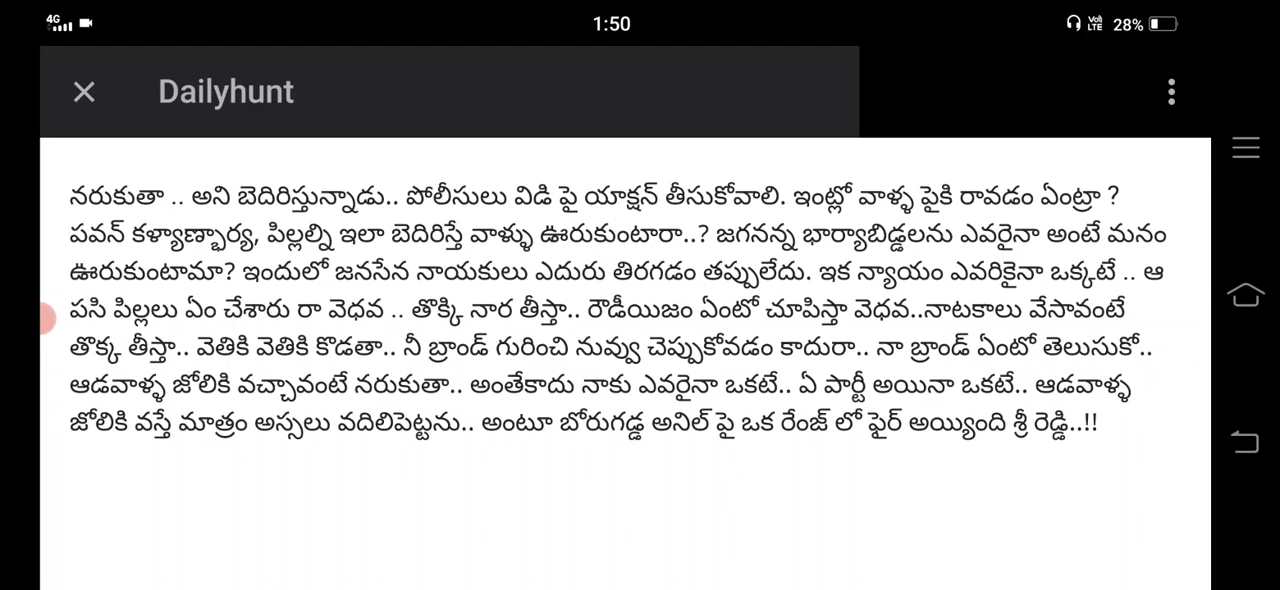 4G
1:50
Vo) LTE 28%
Dailyhunt
నరుకుతా .. అని బెదిరిస్తున్నాడు.. పోలీసులు విడి పై యాక్షన్ తీసుకోవాలి. ఇంట్లో వాళ్ళ పైకి రావడం ఏంట్రా ?
పవన్ కళ్యాణ్భార్య, పిల్లల్ని ఇలా బెదిరిస్తే వాళ్ళు ఊరుకుంటారా..? జగనన్న భార్యాబిడ్డలను ఎవరైనా అంటే మనం
ఊరుకుంటామా? ఇందులో జనసేన నాయకులు ఎదురు తిరగడం తప్పులేదు. ఇక న్యాయం ఎవరికైనా ఒక్కటే .. ఆ
పసి పిల్లలు ఏం చేశారు రా వెధవ .. తొక్కి నార తీస్తా.. రౌడీయిజం ఏంటో చూపిస్తా వెధవ..నాటకాలు వేసావంటే
తొక్క తీస్తా.. వెతికి వెతికి కొడతా.. నీ బ్రాండ్ గురించి నువ్వు చెప్పుకోవడం కాదురా.. నా బ్రాండ్ ఏంటో తెలుసుకో..
ఆడవాళ్ళ జోలికి వచ్చావంటే నరుకుతా.. అంతేకాదు నాకు ఎవరైనా ఒకటే.. ఏ పార్టీ అయినా ఒకటే.. ఆడవాళ్ళ
జోలికి వస్తే మాత్రం అస్సలు వదిలిపెట్టను.. అంటూ బోరుగడ్డ అనిల్ పై ఒక రేంజ్ లో ఫైర్ అయ్యింది శ్రీ రెడ్డి..!!